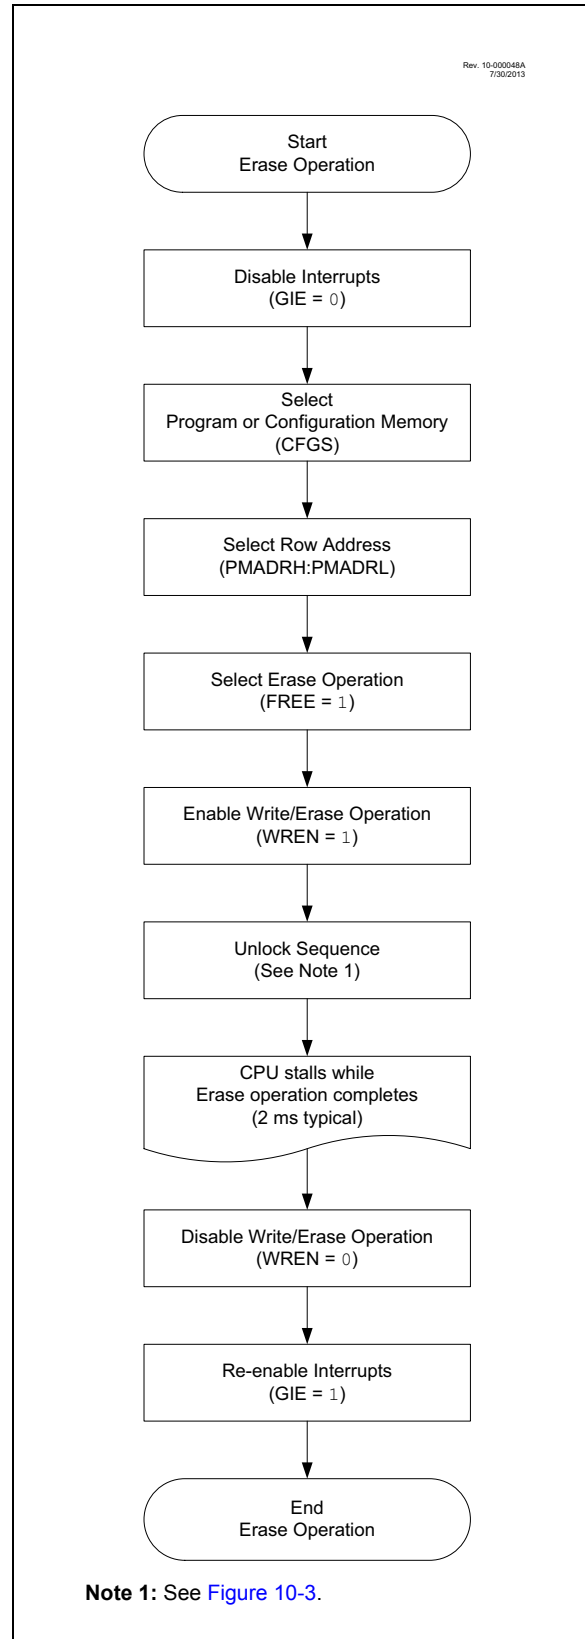 Rev. 10-000048A
7/30/2013
Start
Erase Operation
Disable Interrupts
(GIE = 0)
Select
Program or Configuration Memory
(CFGS)
Select Row Address
(PMADRH:PMADRL)
Select Erase Operation
(FREE = 1)
Enable Write/Erase Operation
(WREN = 1)
Unlock Sequence
(See Note 1)
CPU stalls while
Erase operation completes
(2 ms typical)
Disable Write/Erase Operation
(WREN = 0)
Re-enable Interrupts
(GIE = 1)
End
Erase Operation
Note 1: See Figure 10-3.